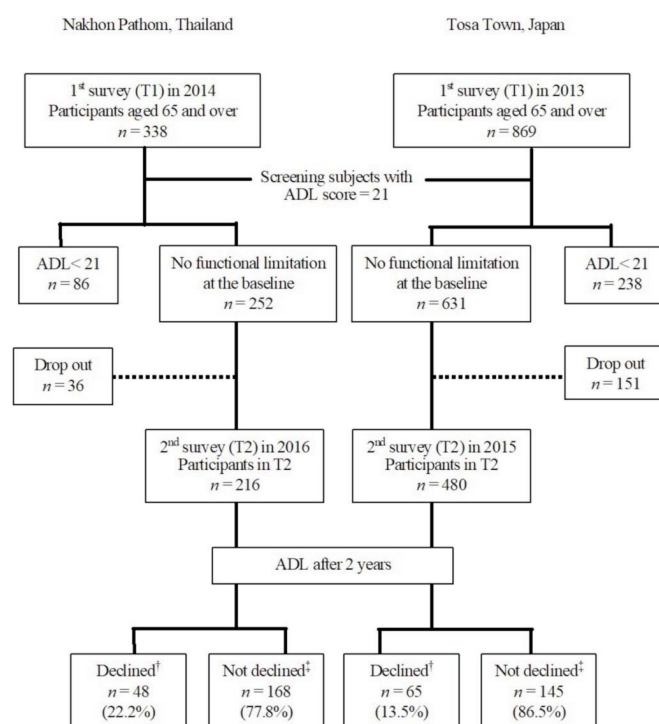 Nakhon Pathom, Thailand
Tosa Town, Japan
1st survey (T1) in 2014
Participants aged 65 and over
n = 338
1st survey (T1) in 2013
Participants aged 65 and over
n = 869
Screening subjects with
ADL score = 21
ADL< 21
n = 86
No functional limitation
at the baseline
n = 252
No functional limitation
at the baseline
n = 631
ADL< 21
n = 238
Drop out
n = 36
Drop out
n = 151
2nd survey (T2) in 2016
Participants in T2
n = 216
2nd survey (T2) in 2015
Participants in T2
n = 480
ADL after 2 years
Declined†
n = 48
(22.2%)
Not declined‡
n = 168
(77.8%)
Declined†
n = 65
(13.5%)
Not declined‡
n = 145
(86.5%)